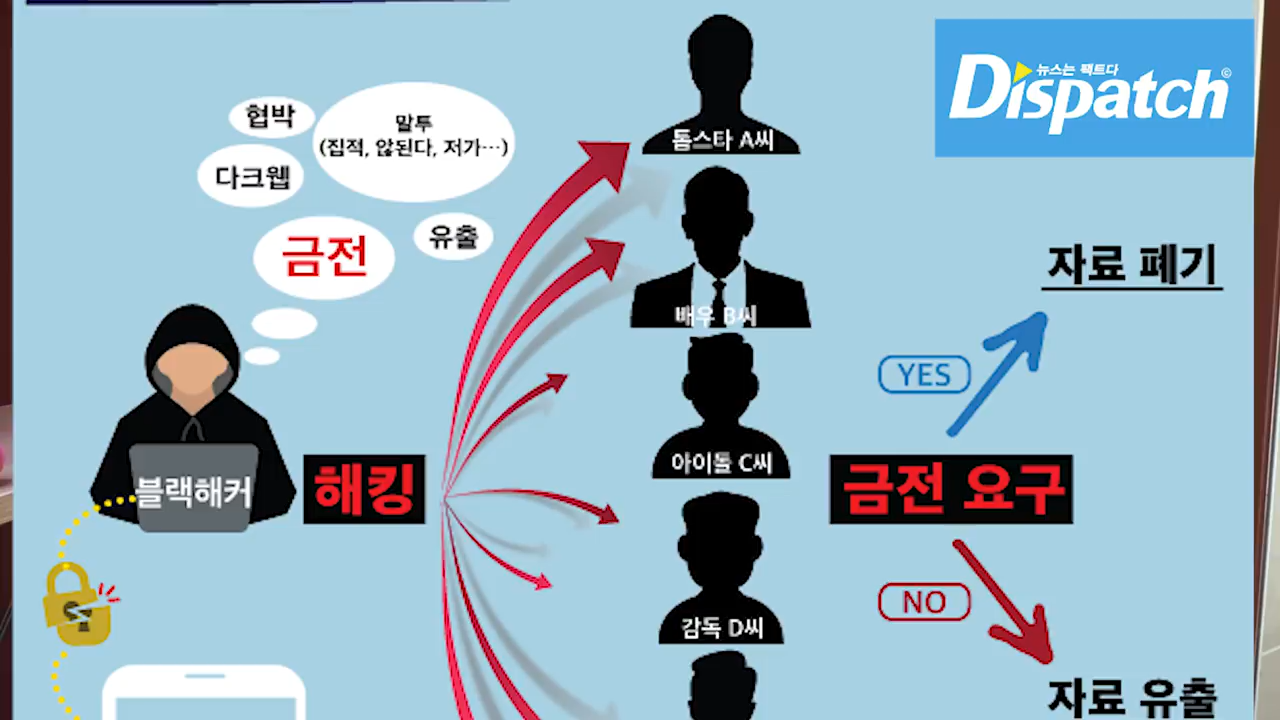 Dispatch
뉴스는 팩트다
협박
말투
(집적, 않된다, 저가…)
다크웹
금전
유출
블랙해커
해킹
톱스타 A씨
배우 B씨
아이돌 C씨
감독 D씨
금전 요구
YES
자료 폐기
NO
자료 유출